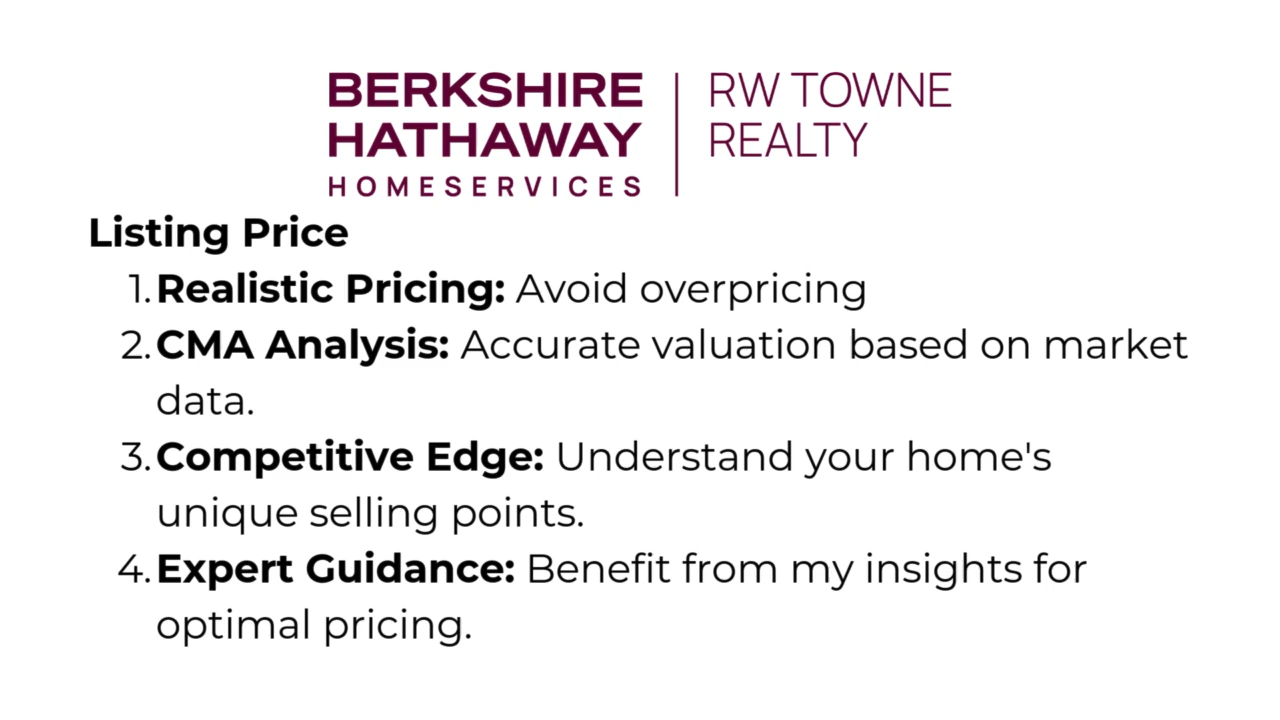 BERKSHIRE
HATHAWAY
HOMESERVICES
RW TOWNE
REALTY
Listing Price
1. Realistic Pricing: Avoid overpricing
2. CMA Analysis: Accurate valuation based on market
data.
3. Competitive Edge: Understand your home's
unique selling points.
4. Expert Guidance: Benefit from my insights for
optimal pricing.